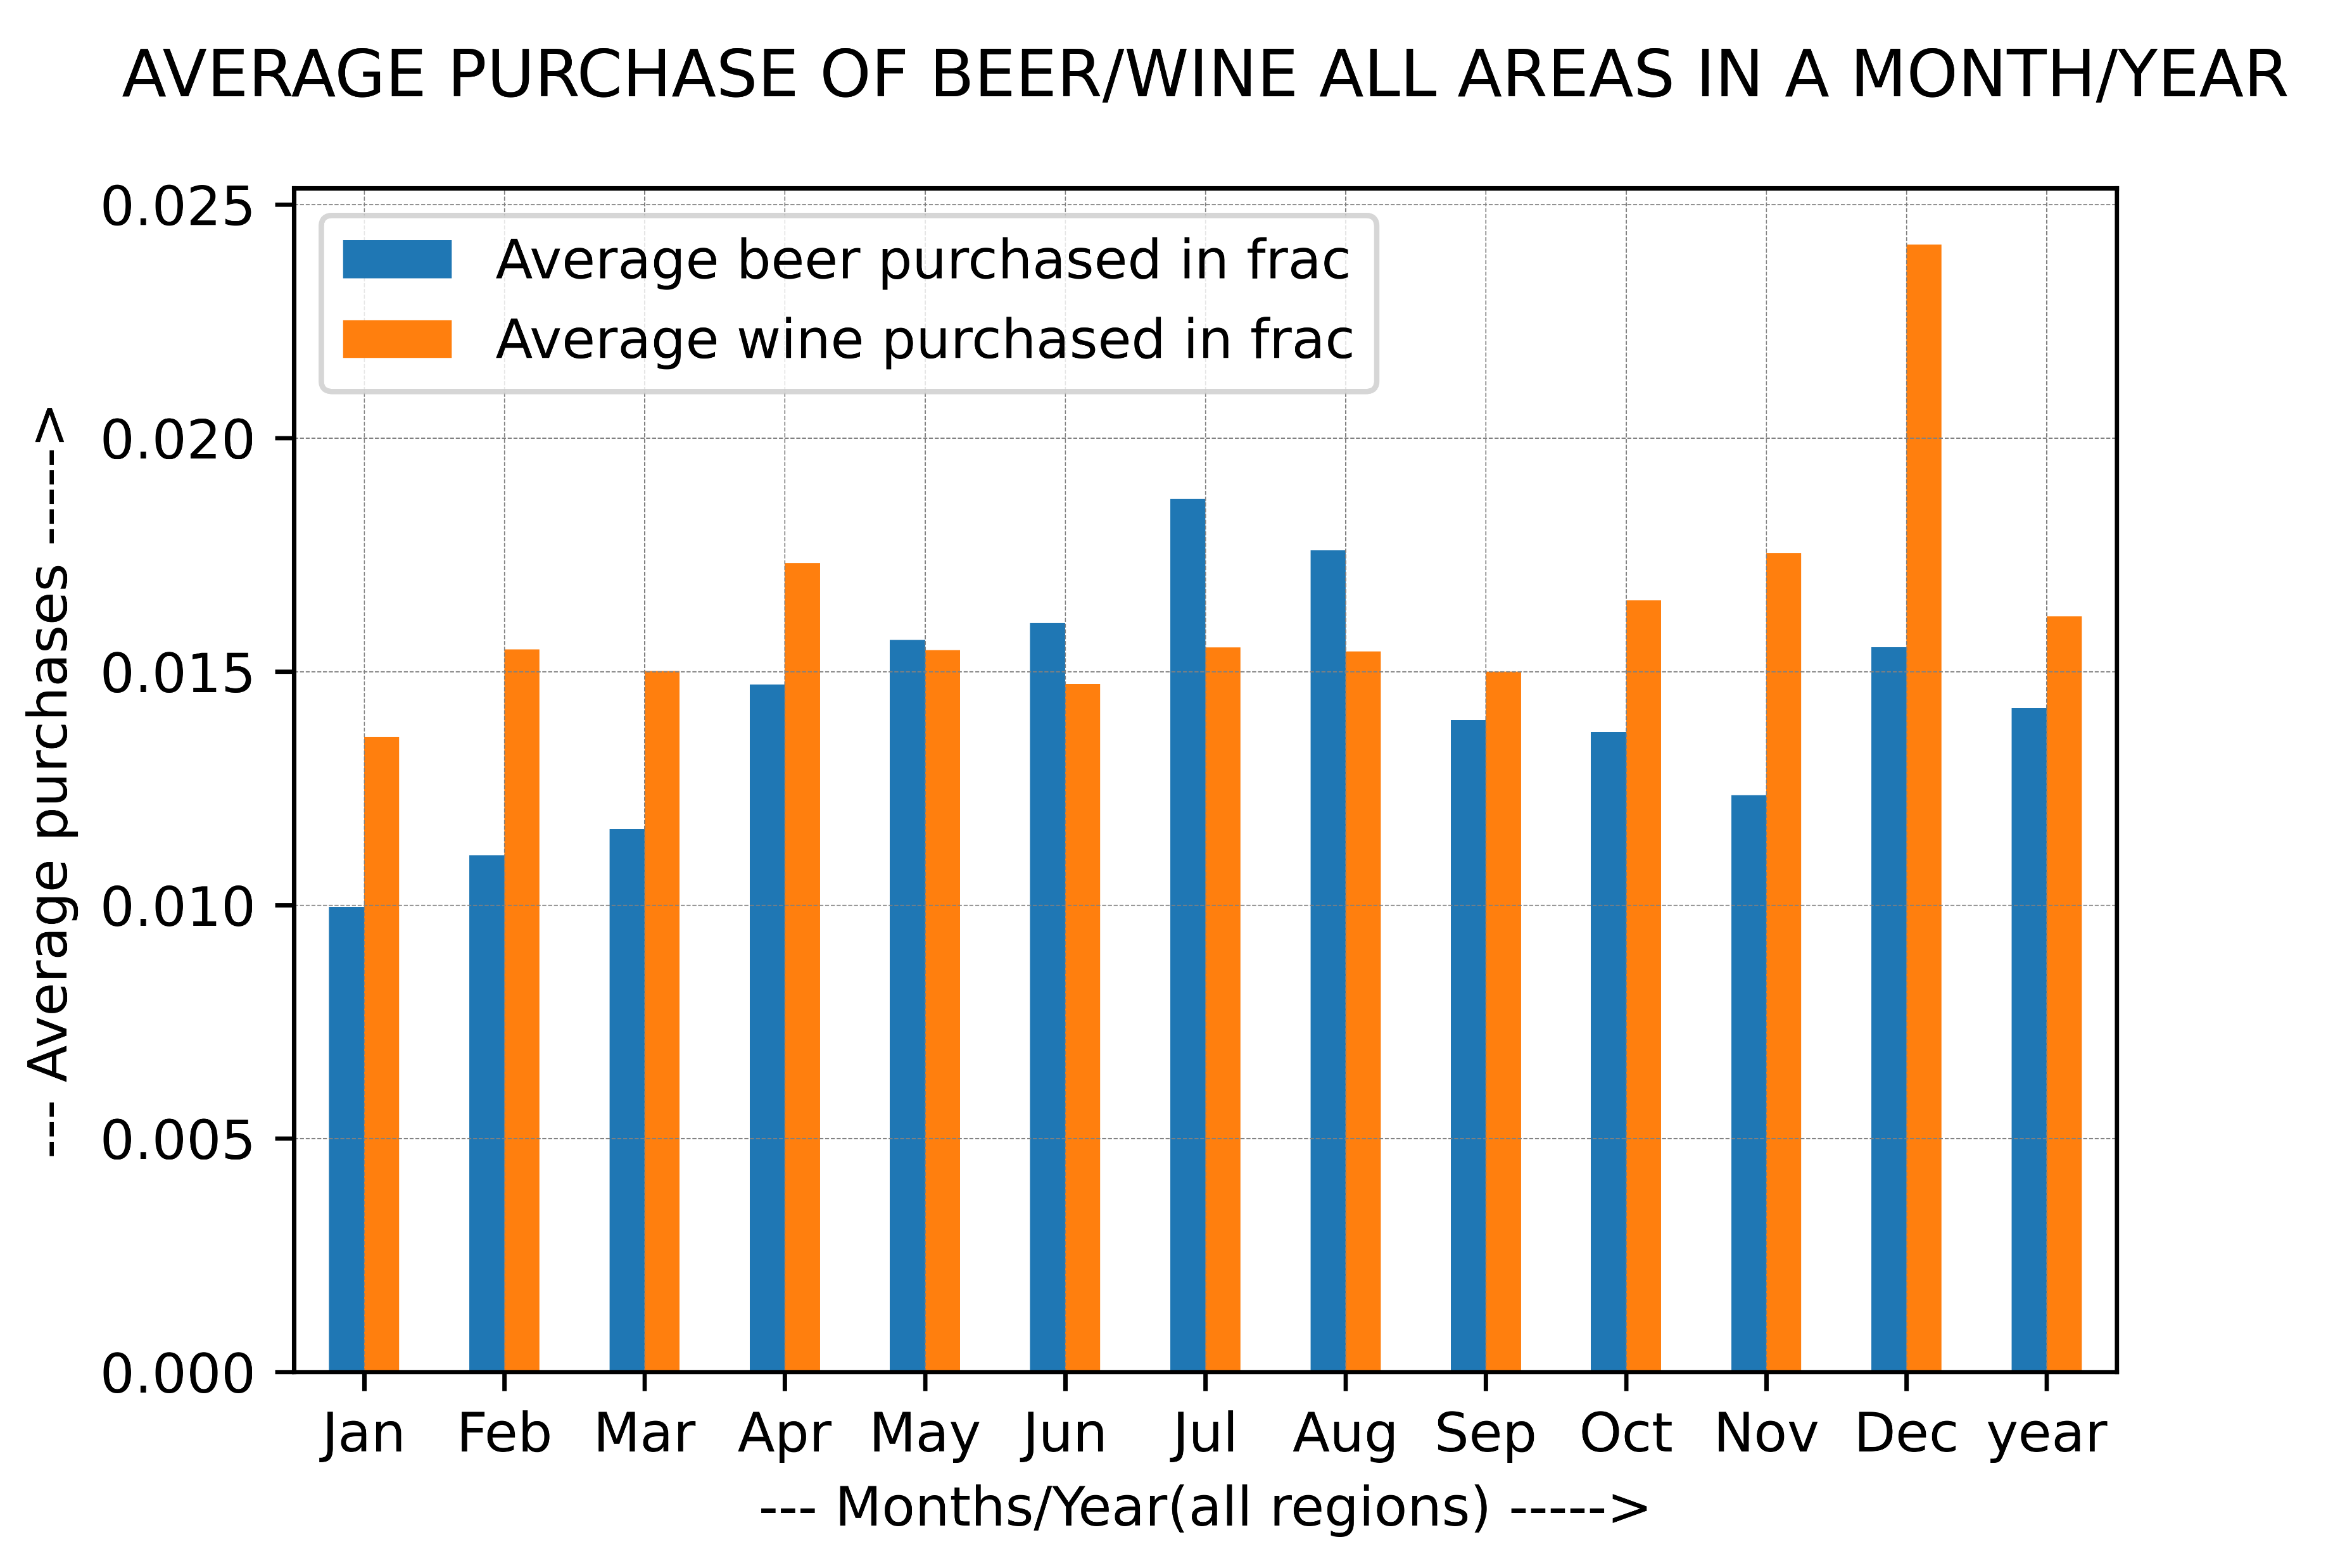 AVERAGE PURCHASE OF BEER/WINE ALL AREAS IN A MONTH/YEAR
Average beer purchased in frac
Average wine purchased in frac
--- Average purchases ----->
0.025
0.020
0.015
0.010
0.005
0.000
Jan Feb Mar Apr May Jun Jul Aug Sep Oct Nov Dec year
--- Months/Year(all regions) ----->